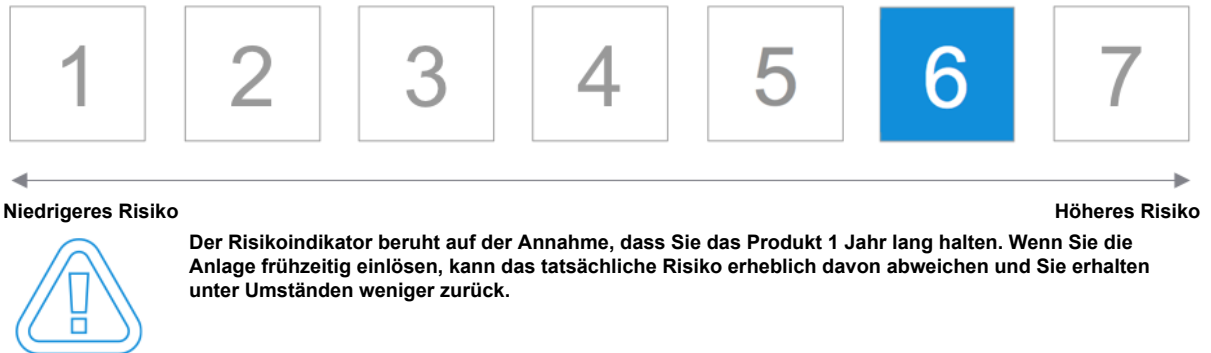 1 2 3 4 5 6 7
Niedrigeres Risiko Höheres Risiko
Der Risikoindikator beruht auf der Annahme, dass Sie das Produkt 1 Jahr lang halten. Wenn Sie die
Anlage frühzeitig einlösen, kann das tatsächliche Risiko erheblich davon abweichen und Sie erhalten
unter Umständen weniger zurück.